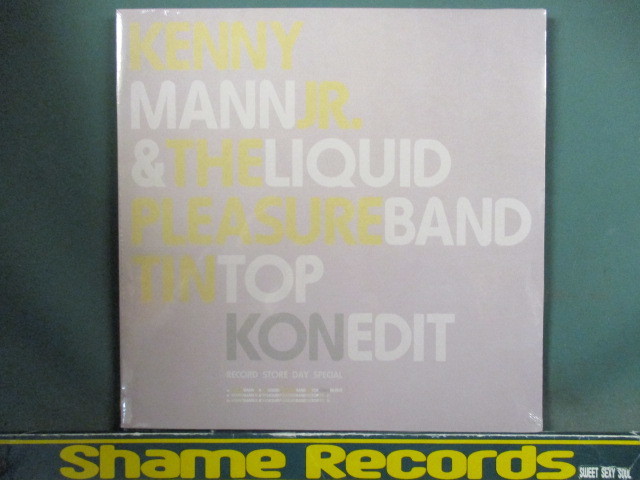 KENNY
MANNJR.
&THELIQUID
PLEASUREBAND
TINTOP
KONEDIT
RECORD STORE DAY SPECIAL
Shame Records
SWEET SEXY SOUL